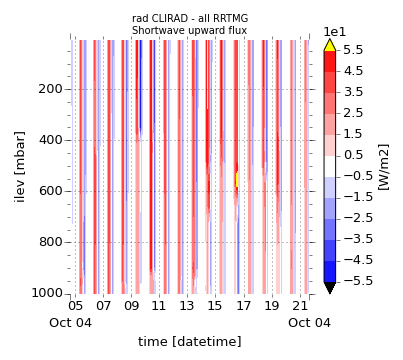 rad CLIRAD - all RRTMG
Shortwave upward flux
1e1
5.5
4.5
3.5
2.5
1.5
0.5
−0.5
−1.5
−2.5
−3.5
−4.5
−5.5
[W/m2]
ilev [mbar]
200
400
600
800
1000
05 07 09 11 13 15 17 19 21
Oct 04 Oct 04
time [datetime]